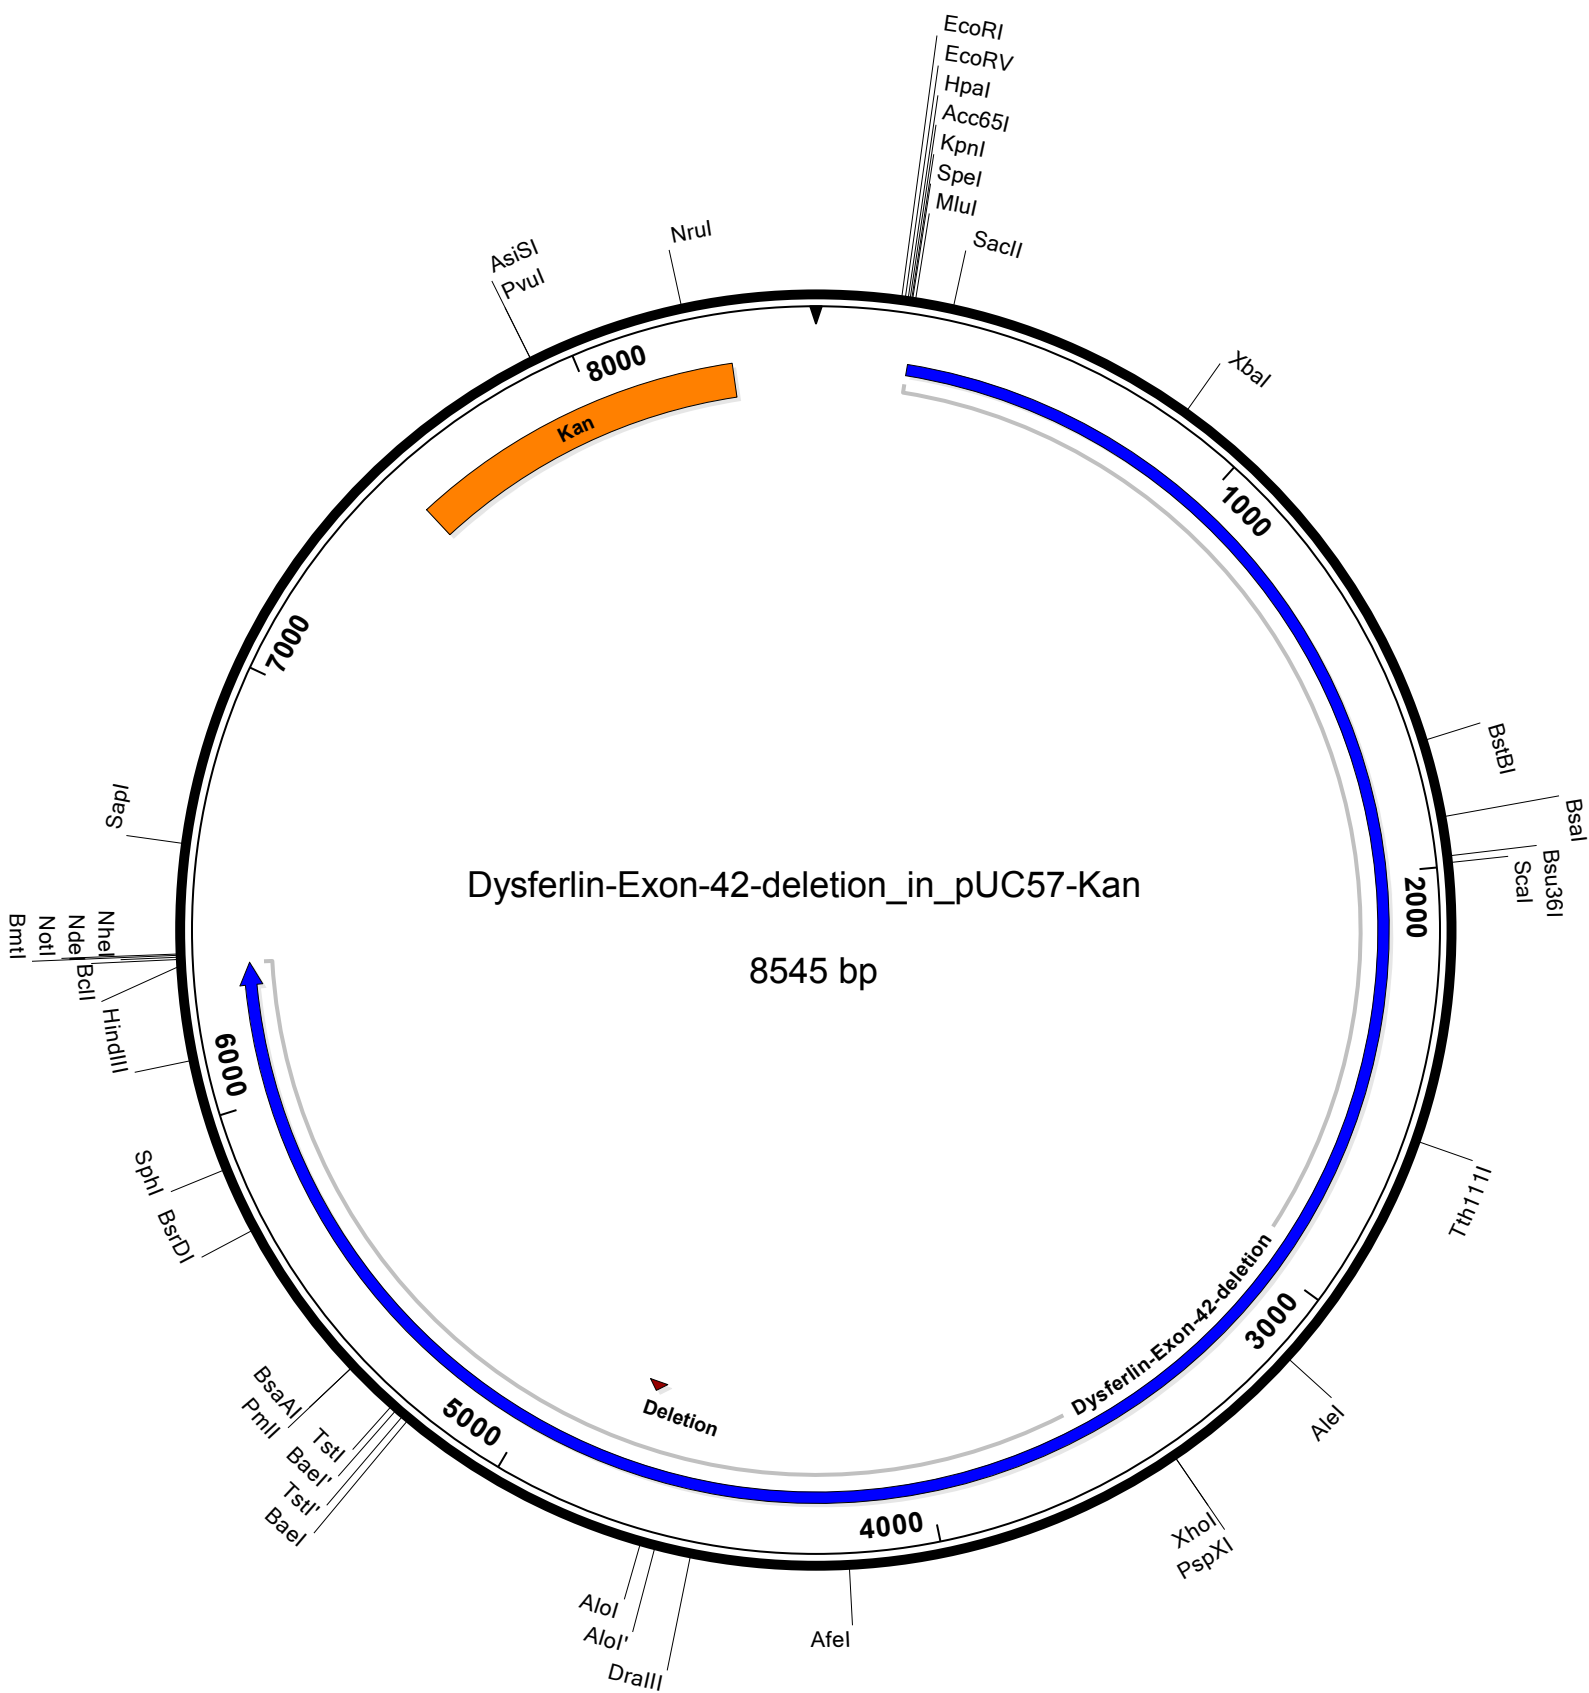 EcoRI
EcoRV
HpaI
Acc65I
KpnI
SpeI
MluI
SacII
XbaI
1000
BstBI
BsaI
Bsu36I
ScaI
2000
Tth111I
3000
AleI
XhoI
PspXI
Dysferlin-Exon-42-deletion
4000
AfeI
DraIII
AloI'
AloI
Deletion
5000
BaeI
TstI'
BaeI'
TstI
PmlI
BsaAI
BsrDI
SphI
6000
HindIII
BclI
NheI
NdeI
NotI
BmtI
SapI
7000
Kan
8000
AsiSI
PvuI
NruI
Dysferlin-Exon-42-deletion_in_pUC57-Kan
8545 bp